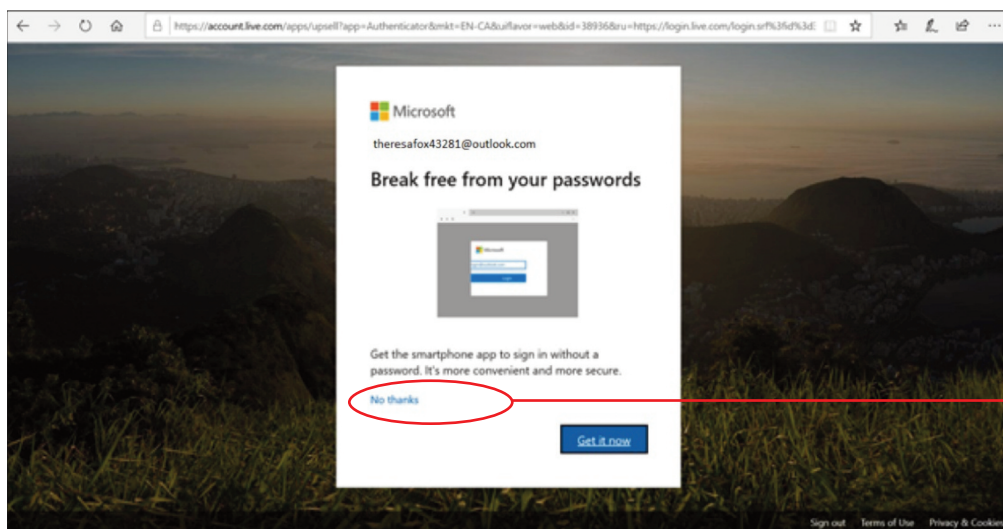 https://account.live.com/apps/upsell?app=Authenticator&mkt=EN-CA&uiflavor=web&id=38936&ru=https://login.live.com/login.srf%3fid%3d
Microsoft
theresafox43281@outlook.com
Break free from your passwords
Microsoft
Get the smartphone app to sign in without a
password. It's more convenient and more secure.
No thanks
Get it now
Sign out Terms of Use Privacy & Cookies